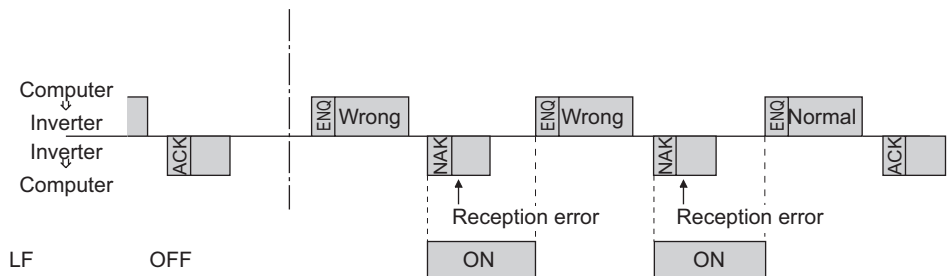 Computer
⇓
Inverter
Inverter
⇓
Computer
ACK
ENQ Wrong
NAK
Reception error
ENQ Wrong
NAK
Reception error
ENQ Normal
ACK
LF OFF ON ON